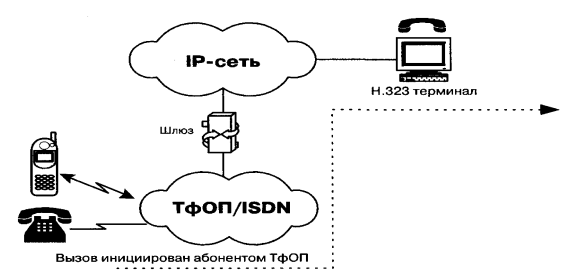 IP-сеть
Н.323 терминал
Шлюз
ТфОП/ISDN
Вызов инициирован абонентом ТфОП